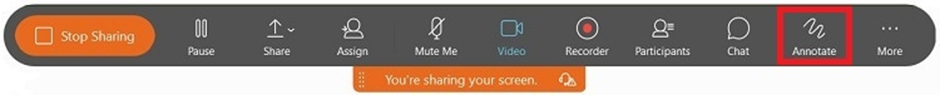 Stop Sharing
Pause
Share
Assign
Mute Me
Video
Recorder
Participants
Chat
Annotate
More
You're sharing your screen.